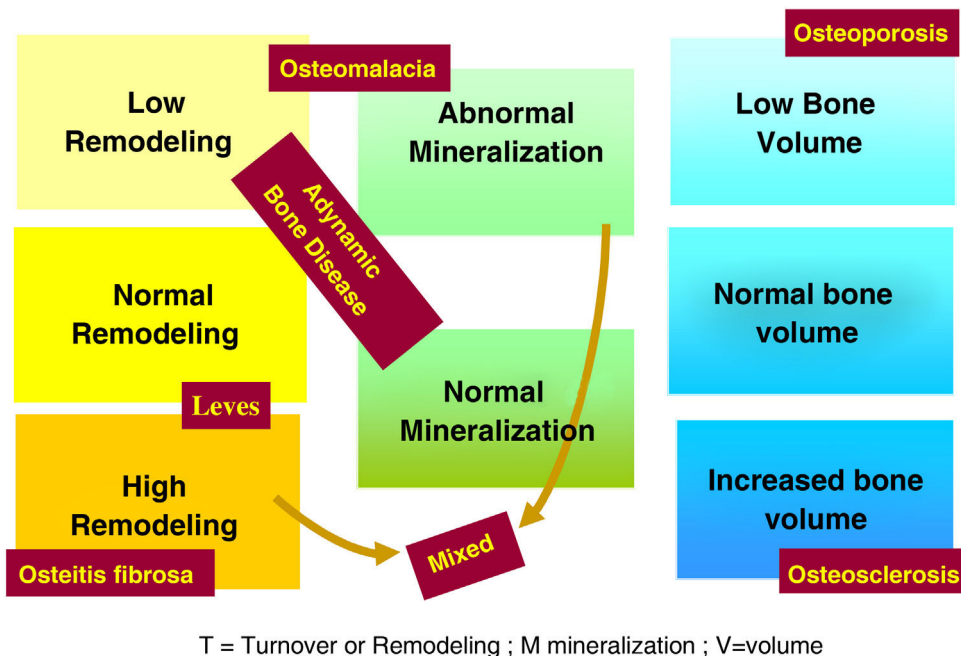 Low
Remodeling
Osteomalacia
Abnormal
Mineralization
Osteoporosis
Low Bone
Volume
Adynamic
Bone Disease
Normal
Remodeling
Leves
High
Remodeling
Osteitis fibrosa
Normal
Mineralization
Mixed
Normal bone
volume
Increased bone
volume
Osteosclerosis
T = Turnover or Remodeling ; M mineralization ; V=volume